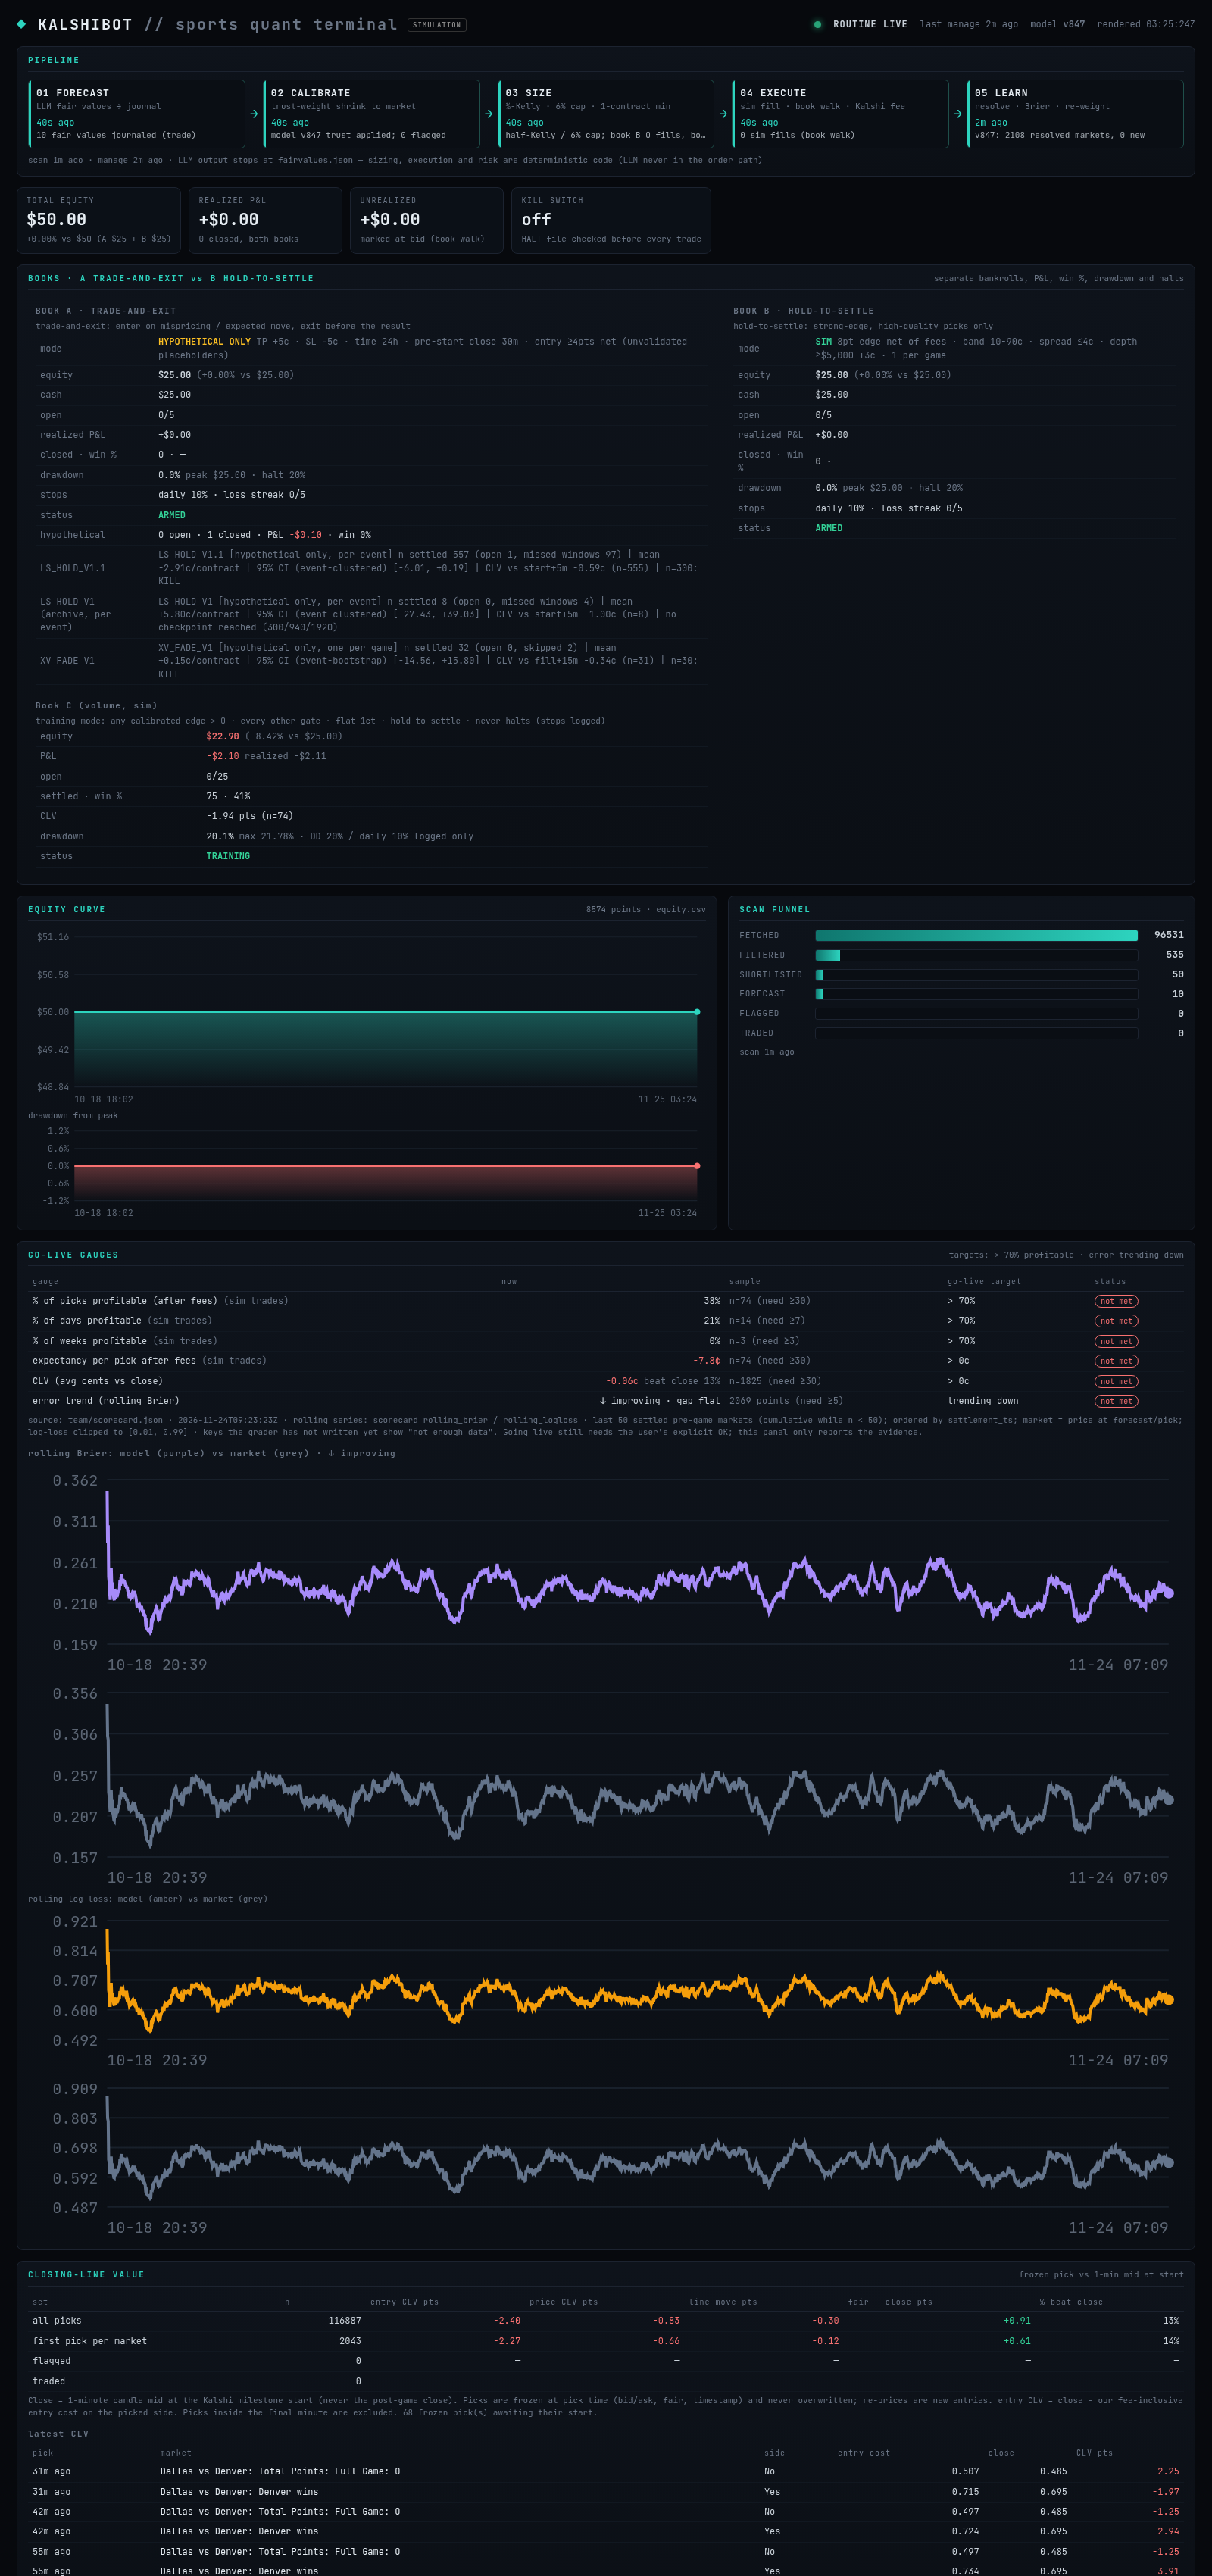 ◆ KALSHIBOT // sports quant terminal SIMULATION
ROUTINE LIVE last manage 2m ago model v847 rendered 03:25:24Z
PIPELINE
01 FORECAST
LLM fair values → journal
40s ago
10 fair values journaled (trade)
→
02 CALIBRATE
trust-weight shrink to market
40s ago
model v847 trust applied; 0 flagged
→
03 SIZE
½-Kelly · 6% cap · 1-contract min
40s ago
half-Kelly / 6% cap; book B 0 fills, bo…
→
04 EXECUTE
sim fill · book walk · Kalshi fee
40s ago
0 sim fills (book walk)
→
05 LEARN
resolve · Brier · re-weight
2m ago
v847: 2108 resolved markets, 0 new
scan 1m ago · manage 2m ago · LLM output stops at fairvalues.json — sizing, execution and risk are deterministic code (LLM never in the order path)
TOTAL EQUITY
$50.00
+0.00% vs $50 (A $25 + B $25)
REALIZED P&L
+$0.00
0 closed, both books
UNREALIZED
+$0.00
marked at bid (book walk)
KILL SWITCH
off
HALT file checked before every trade
BOOKS · A TRADE-AND-EXIT vs B HOLD-TO-SETTLE
separate bankrolls, P&L, win %, drawdown and halts
BOOK A · TRADE-AND-EXIT
trade-and-exit: enter on mispricing / expected move, exit before the result
mode HYPOTHETICAL ONLY TP +5c · SL -5c · time 24h · pre-start close 30m · entry ≥4pts net (unvalidated
placeholders)
equity $25.00 (+0.00% vs $25.00)
cash $25.00
open 0/5
realized P&L +$0.00
closed · win % 0 · —
drawdown 0.0% peak $25.00 · halt 20%
stops daily 10% · loss streak 0/5
status ARMED
hypothetical 0 open · 1 closed · P&L -$0.10 · win 0%
LS_HOLD_V1.1 LS_HOLD_V1.1 [hypothetical only, per event] n settled 557 (open 1, missed windows 97) | mean
-2.91c/contract | 95% CI (event-clustered) [-6.01, +0.19] | CLV vs start+5m -0.59c (n=555) | n=300:
KILL
LS_HOLD_V1 (archive, per event) LS_HOLD_V1 [hypothetical only, per event] n settled 8 (open 0, missed windows 4) | mean
+5.80c/contract | 95% CI (event-clustered) [-27.43, +39.03] | CLV vs start+5m -1.00c (n=8) | no
checkpoint reached (300/940/1920)
XV_FADE_V1 XV_FADE_V1 [hypothetical only, one per game] n settled 32 (open 0, skipped 2) | mean
+0.15c/contract | 95% CI (event-bootstrap) [-14.56, +15.80] | CLV vs fill+15m -0.34c (n=31) | n=30:
KILL
BOOK B · HOLD-TO-SETTLE
hold-to-settle: strong-edge, high-quality picks only
mode SIM 8pt edge net of fees · band 10-90c · spread ≤4c · depth
≥$5,000 ±3c · 1 per game
equity $25.00 (+0.00% vs $25.00)
cash $25.00
open 0/5
realized P&L +$0.00
closed · win % 0 · —
drawdown 0.0% peak $25.00 · halt 20%
stops daily 10% · loss streak 0/5
status ARMED
Book C (volume, sim)
training mode: any calibrated edge > 0 · every other gate · flat 1ct · hold to settle · never halts (stops logged)
equity $22.90 (-8.42% vs $25.00)
P&L -$2.10 realized -$2.11
open 0/25
settled · win % 75 · 41%
CLV -1.94 pts (n=74)
drawdown 20.1% max 21.78% · DD 20% / daily 10% logged only
status TRAINING
EQUITY CURVE
8574 points · equity.csv
$51.16
$50.58
$50.00
$49.42
$48.84
10-18 18:02 11-25 03:24
drawdown from peak
1.2%
0.6%
0.0%
-0.6%
-1.2%
10-18 18:02 11-25 03:24
SCAN FUNNEL
FETCHED 96531
FILTERED 535
SHORTLISTED 50
FORECAST 10
FLAGGED 0
TRADED 0
scan 1m ago
GO-LIVE GAUGES
targets: > 70% profitable · error trending down
gauge now sample go-live target status
% of picks profitable (after fees) (sim trades) 38% n=74 (need ≥30) > 70% not met
% of days profitable (sim trades) 21% n=14 (need ≥7) > 70% not met
% of weeks profitable (sim trades) 0% n=3 (need ≥3) > 70% not met
expectancy per pick after fees (sim trades) -7.8¢ n=74 (need ≥30) > 0¢ not met
CLV (avg cents vs close) -0.06¢ beat close 13% n=1825 (need ≥30) > 0¢ not met
error trend (rolling Brier) ↓ improving · gap flat 2069 points (need ≥5) trending down not met
source: team/scorecard.json · 2026-11-24T09:23:23Z · rolling series: scorecard rolling_brier / rolling_logloss · last 50 settled pre-game markets (cumulative while n < 50); ordered by settlement_ts; market = price at forecast/pick;
log-loss clipped to [0.01, 0.99] · keys the grader has not written yet show "not enough data". Going live still needs the user's explicit OK; this panel only reports the evidence.
rolling Brier: model (purple) vs market (grey) · ↓ improving
0.362
0.311
0.261
0.210
0.159
10-18 20:39 11-24 07:09
0.356
0.306
0.257
0.207
0.157
10-18 20:39 11-24 07:09
rolling log-loss: model (amber) vs market (grey)
0.921
0.814
0.707
0.600
0.492
10-18 20:39 11-24 07:09
0.909
0.803
0.698
0.592
0.487
10-18 20:39 11-24 07:09
CLOSING-LINE VALUE
frozen pick vs 1-min mid at start
set n entry CLV pts price CLV pts line move pts fair - close pts % beat close
all picks 116887 -2.40 -0.83 -0.30 +0.91 13%
first pick per market 2043 -2.27 -0.66 -0.12 +0.61 14%
flagged 0 — — — — —
traded 0 — — — — —
Close = 1-minute candle mid at the Kalshi milestone start (never the post-game close). Picks are frozen at pick time (bid/ask, fair, timestamp) and never overwritten; re-prices are new entries. entry CLV = close - our fee-inclusive
entry cost on the picked side. Picks inside the final minute are excluded. 68 frozen pick(s) awaiting their start.
latest CLV
pick market side entry cost close CLV pts
31m ago Dallas vs Denver: Total Points: Full Game: O No 0.507 0.485 -2.25
31m ago Dallas vs Denver: Denver wins Yes 0.715 0.695 -1.97
42m ago Dallas vs Denver: Total Points: Full Game: O No 0.497 0.485 -1.25
42m ago Dallas vs Denver: Denver wins Yes 0.724 0.695 -2.94
55m ago Dallas vs Denver: Total Points: Full Game: O No 0.497 0.485 -1.25
55m ago Dallas vs Denver: Denver wins Yes 0.734 0.695 -3.91